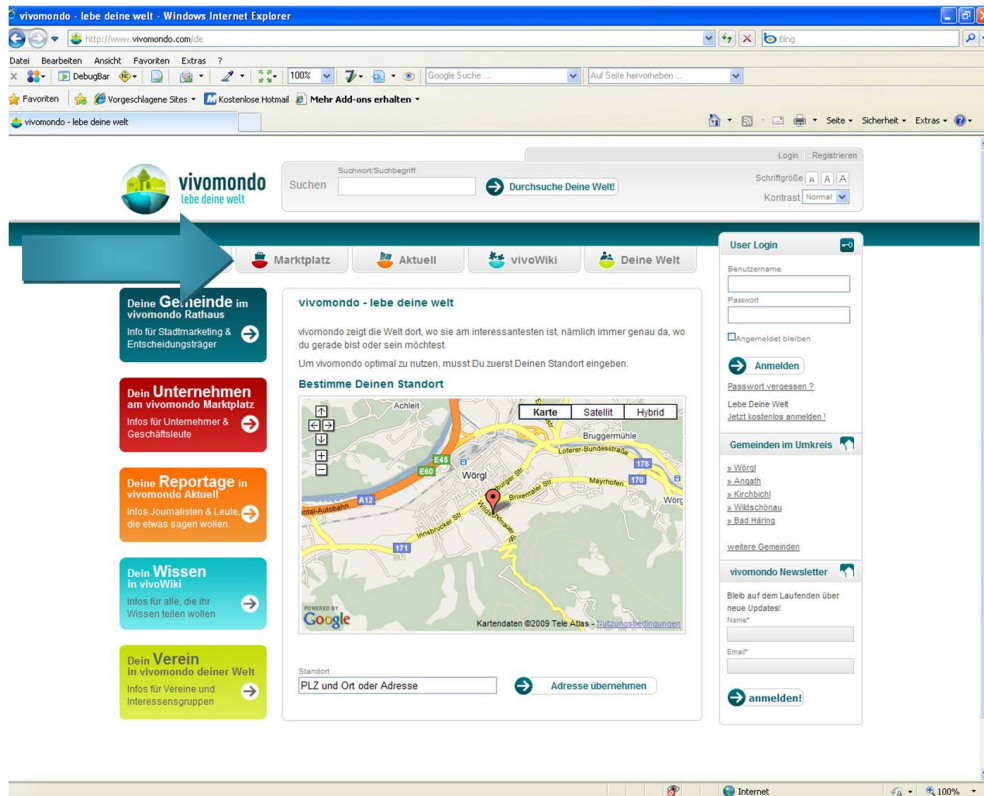 vivomondo - lebe deine welt - Windows Internet Explorer
http://www.vivomondo.com/de
Bing
Datei Bearbeiten Ansicht Favoriten Extras ?
DebugBar 100% Google Suche ... Auf Seite hervorheben ...
Favoriten Vorgeschlagene Sites Kostenlose Hotmail Mehr Add-ons erhalten
vivomondo - lebe deine welt
Seite Sicherheit Extras
Login Registrieren
vivomondo
lebe deine welt
Suchen
Suchwort/Suchbegriff
Durchsuche Deine Welt!
Schriftgröße A A A
Kontrast Normal
Marktplatz Aktuell vivoWiki Deine Welt
Deine Gemeinde im
vivomondo Rathaus
Info für Stadtmarketing &
Entscheidungsträger
Dein Unternehmen
am vivomondo Marktplatz
Infos für Unternehmer &
Geschäftsleute
Deine Reportage in
vivomondo Aktuell
Infos Journalisten & Leute,
die etwas sagen wollen.
Dein Wissen
in vivoWiki
Infos für alle, die ihr
Wissen teilen wollen
Dein Verein
in vivomondo deiner Welt
Infos für Vereine und
Interessensgruppen
vivomondo - lebe deine welt
vivomondo zeigt die Welt dort, wo sie am interessantesten ist, nämlich immer genau da, wo
du gerade bist oder sein möchtest.
Um vivomondo optimal zu nutzen, musst Du zuerst Deinen Standort eingeben.
Bestimme Deinen Standort
Achleit
Karte Satellit Hybrid
Bruggermühle
Loferer-Bundesstraße
E45
E60
178
Wörgl
Mayrhofen 170
A12
Brixentaler Str
Wörg
Innsbrucker Str
Wildschönauer
171
POWERED BY
Google
Kartendaten ©2009 Tele Atlas - Nutzungsbedingungen
Standort
PLZ und Ort oder Adresse
Adresse übernehmen
User Login
Benutzername
Passwort
Angemeldet bleiben
Anmelden
Passwort vergessen ?
Lebe Deine Welt
Jetzt kostenlos anmelden !
Gemeinden im Umkreis
» Wörgl
» Angath
» Kirchbichl
» Wildschönau
» Bad Häring
weitere Gemeinden
vivomondo Newsletter
Bleib auf dem Laufenden über
neue Updates!
Name*
Email*
anmelden!
Internet
100%